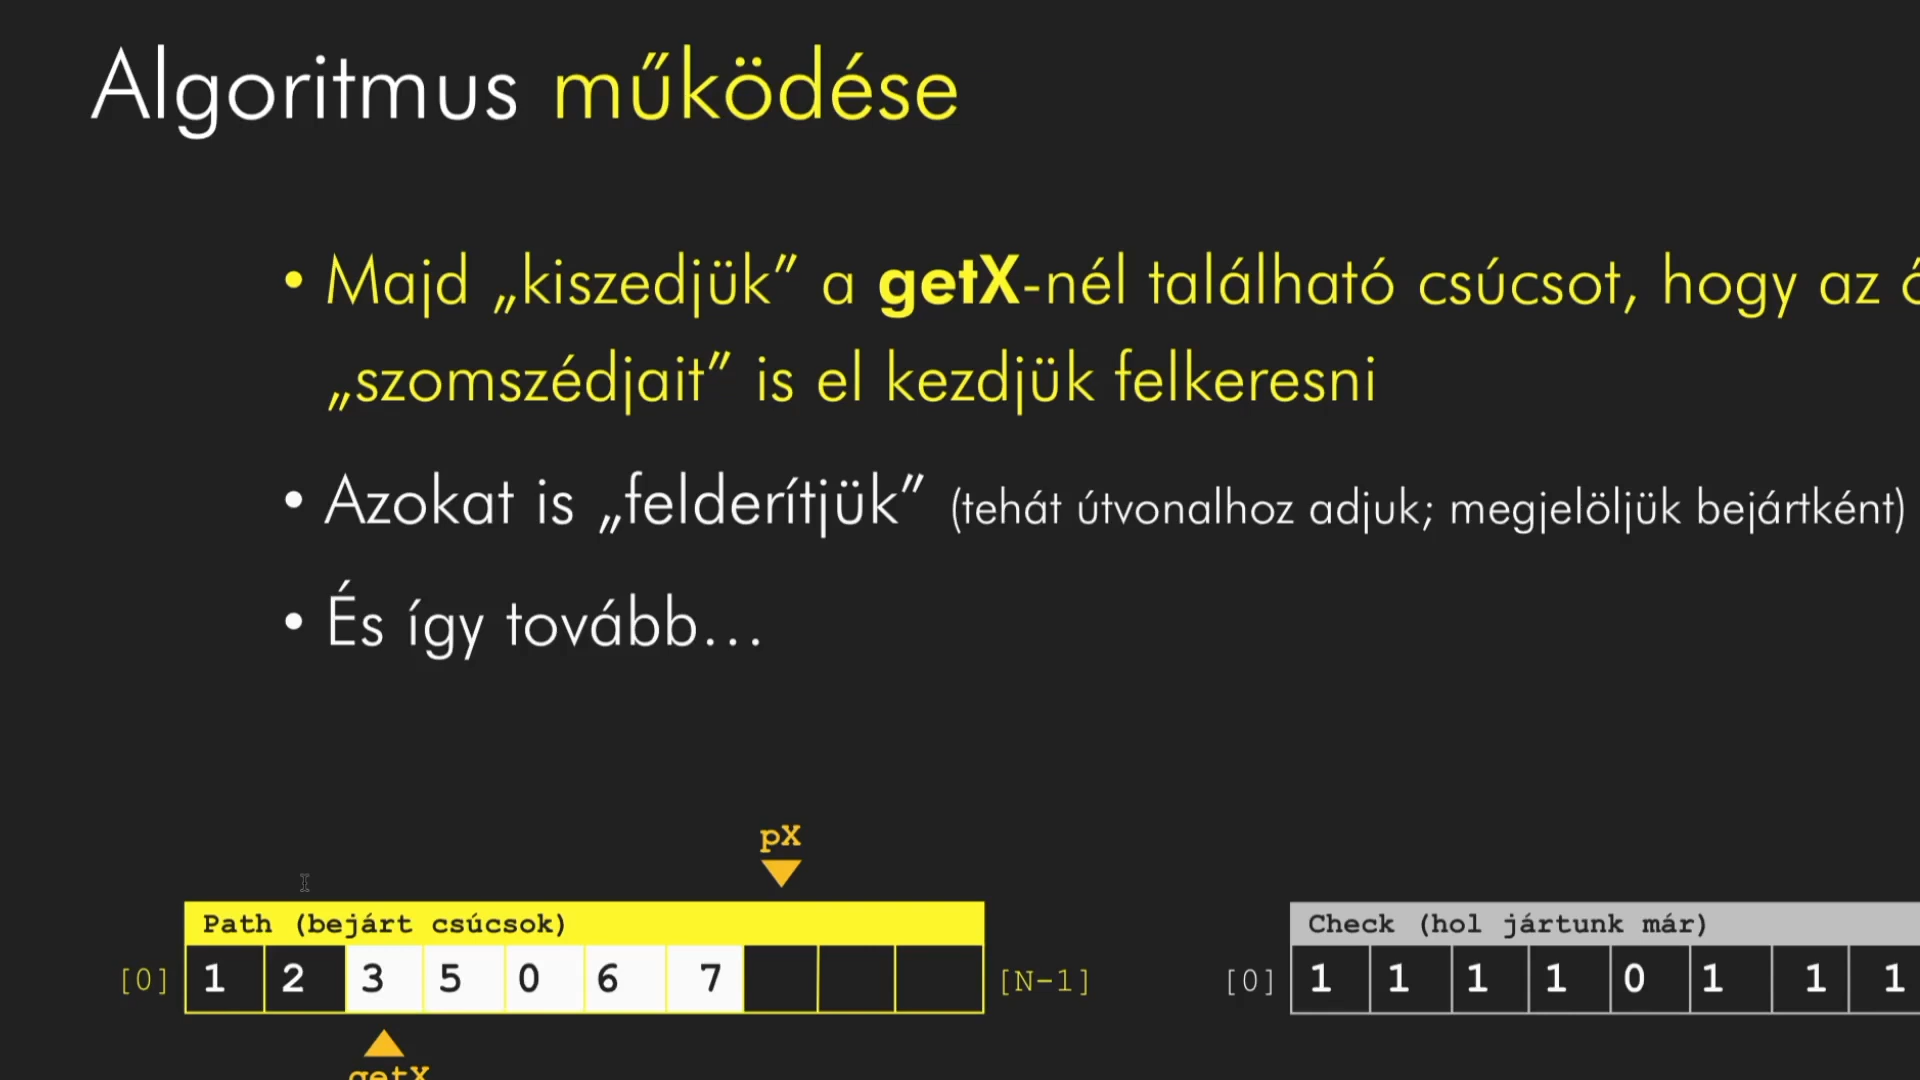 Algoritmus működése
• Majd „kiszedjük” a getX-nél található csúcsot, hogy az
„szomszédjait” is el kezdjük felkeresni
• Azokat is „felderítjük” (tehát útvonalhoz adjuk; megjelöljük bejártként)
• És így tovább...
pX
Path (bejárt csúcsok)
[0] 1 2 3 5 0 6 7 [N-1]
getX
Check (hol jártunk már)
[0] 1 1 1 1 0 1 1 1